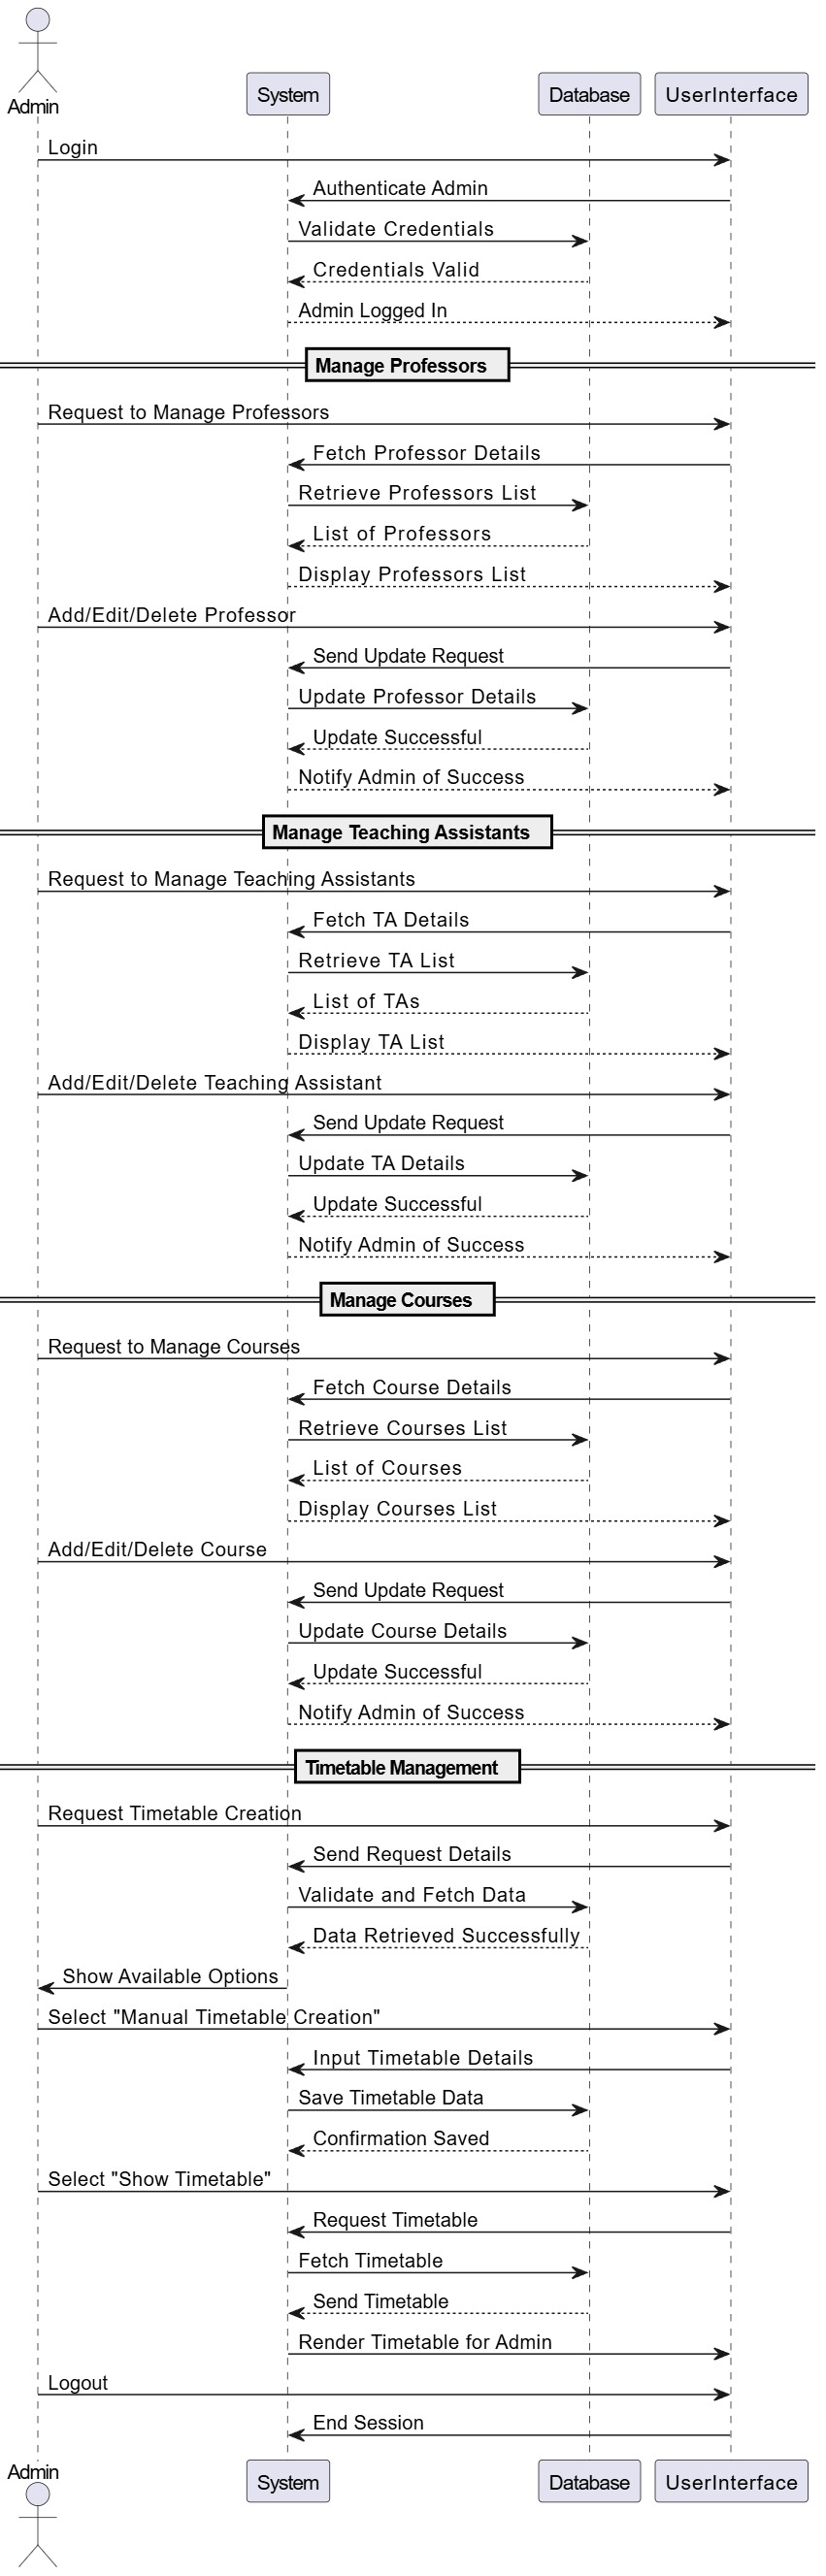 Admin
System
Database
UserInterface
Login
Authenticate Admin
Validate Credentials
Credentials Valid
Admin Logged In
Manage Professors
Request to Manage Professors
Fetch Professor Details
Retrieve Professors List
List of Professors
Display Professors List
Add/Edit/Delete Professor
Send Update Request
Update Professor Details
Update Successful
Notify Admin of Success
Manage Teaching Assistants
Request to Manage Teaching Assistants
Fetch TA Details
Retrieve TA List
List of TAs
Display TA List
Add/Edit/Delete Teaching Assistant
Send Update Request
Update TA Details
Update Successful
Notify Admin of Success
Manage Courses
Request to Manage Courses
Fetch Course Details
Retrieve Courses List
List of Courses
Display Courses List
Add/Edit/Delete Course
Send Update Request
Update Course Details
Update Successful
Notify Admin of Success
Timetable Management
Request Timetable Creation
Send Request Details
Validate and Fetch Data
Data Retrieved Successfully
Show Available Options
Select "Manual Timetable Creation"
Input Timetable Details
Save Timetable Data
Confirmation Saved
Select "Show Timetable"
Request Timetable
Fetch Timetable
Send Timetable
Render Timetable for Admin
Logout
End Session
Admin
System
Database
UserInterface